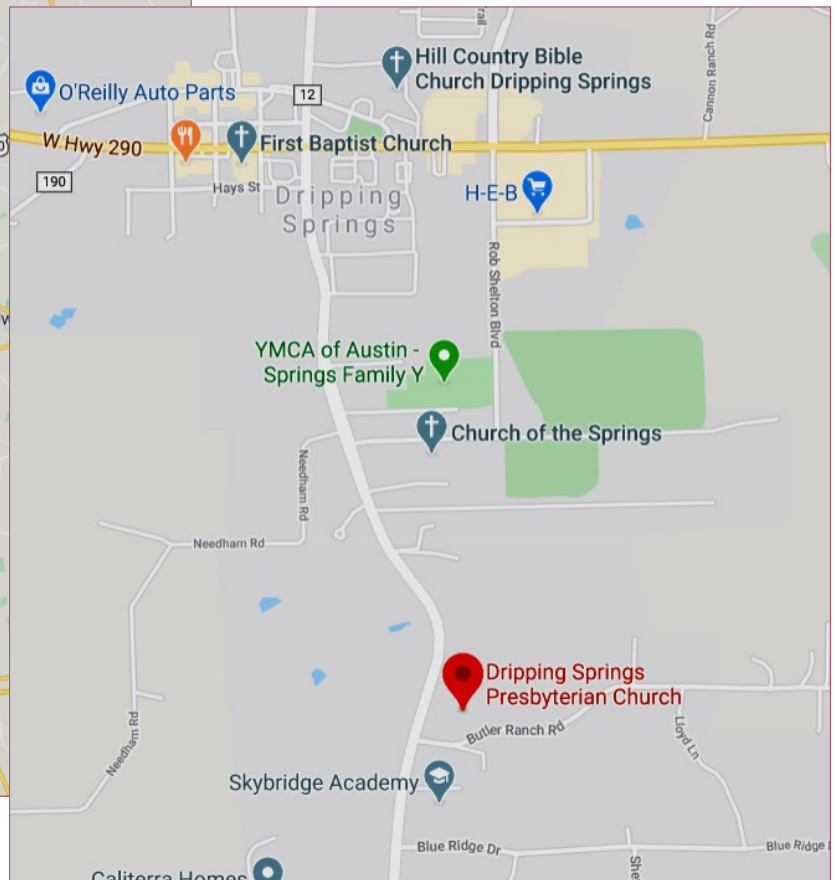 rail
Cannon Ranch Rd
Hill Country Bible
Church Dripping Springs
O'Reilly Auto Parts
12
W Hwy 290
First Baptist Church
190
Hays St
H-E-B
Dripping
Springs
Rob Shelton Blvd
YMCA of Austin -
Springs Family Y
Church of the Springs
Needham Rd
Needham Rd
Dripping Springs
Presbyterian Church
Butler Ranch Rd
Lloyd Ln
Needham Rd
Skybridge Academy
Blue Ridge Dr
Blue Ridge
She
Caliterra Homes